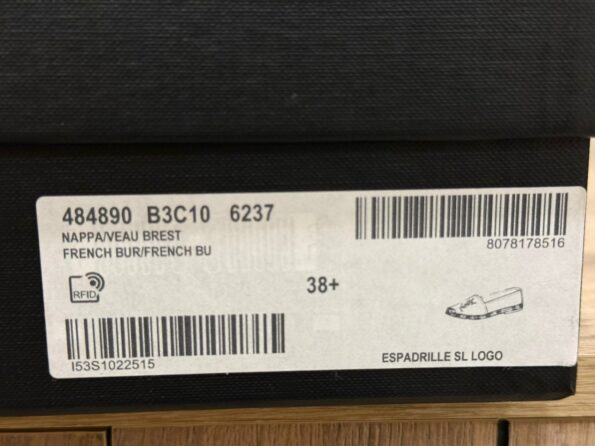 484890 B3C10 6237
NAPPA/VEAU BREST
FRENCH BUR/FRENCH BU
8078178516
RFID
38+
I53S1022515
ESPADRILLE SL LOGO